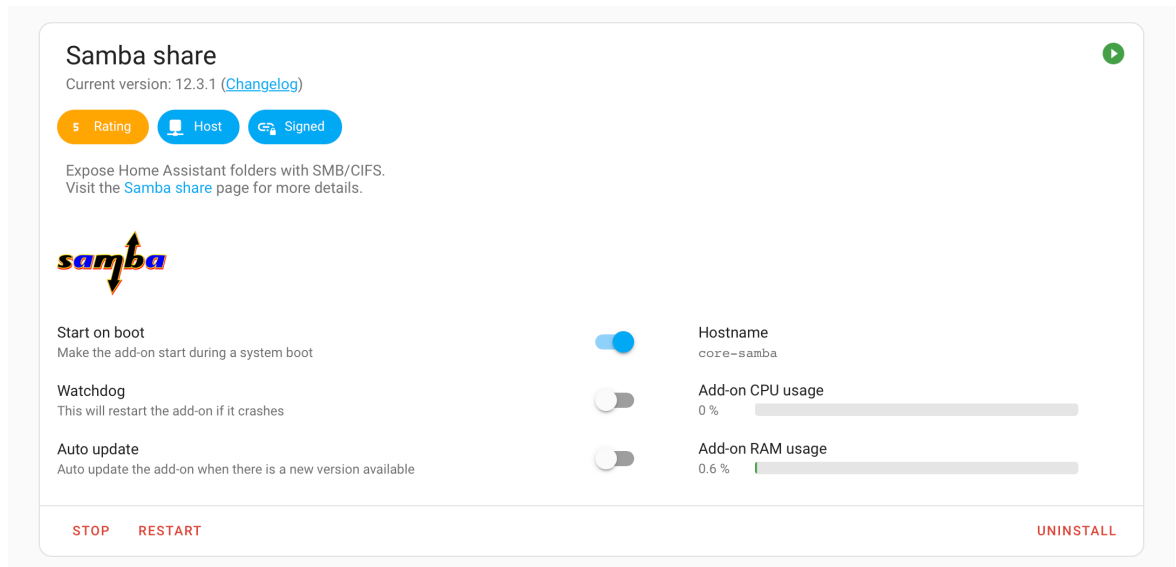 Samba share
Current version: 12.3.1 (Changelog)
5 Rating Host Signed
Expose Home Assistant folders with SMB/CIFS.
Visit the Samba share page for more details.
samba
Start on boot
Make the add-on start during a system boot
Hostname
core-samba
Watchdog
This will restart the add-on if it crashes
Add-on CPU usage
0 %
Auto update
Auto update the add-on when there is a new version available
Add-on RAM usage
0.6 %
STOP RESTART UNINSTALL